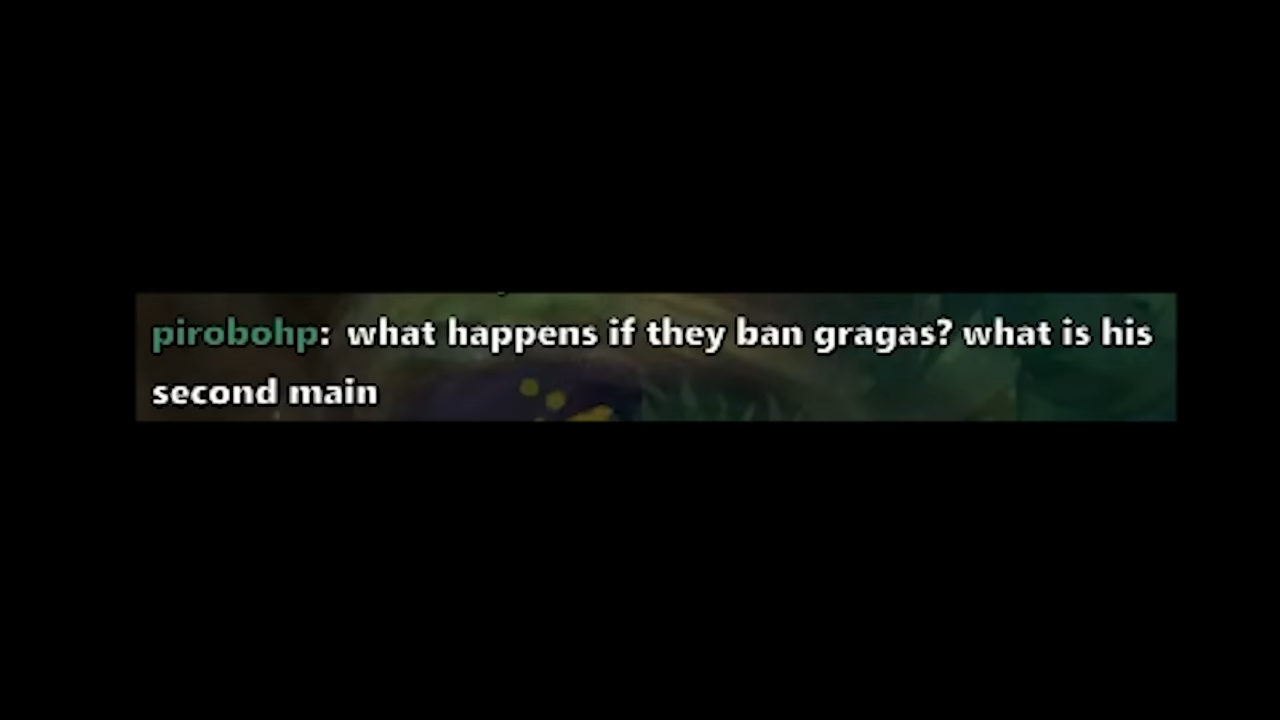 pirobohp: what happens if they ban gragas? what is his
second main